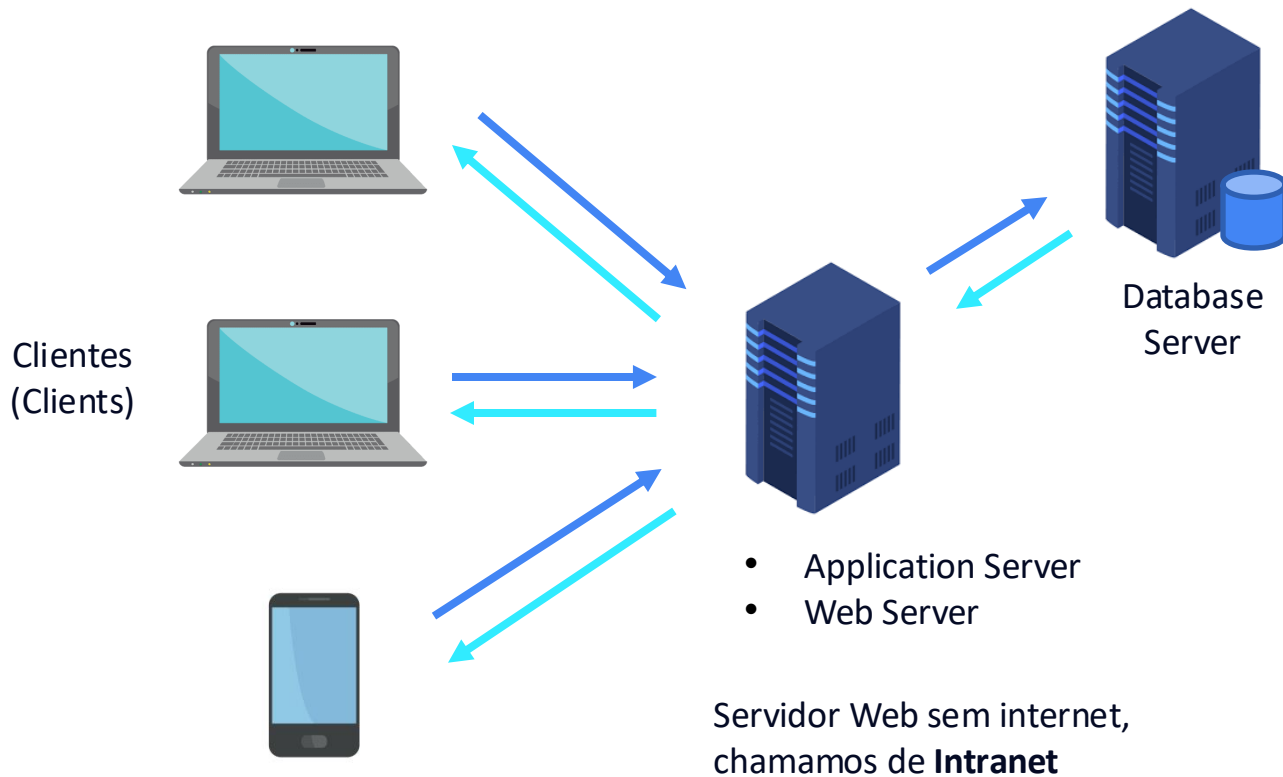 Clientes
(Clients)
Database
Server
• Application Server
• Web Server
Servidor Web sem internet,
chamamos de Intranet